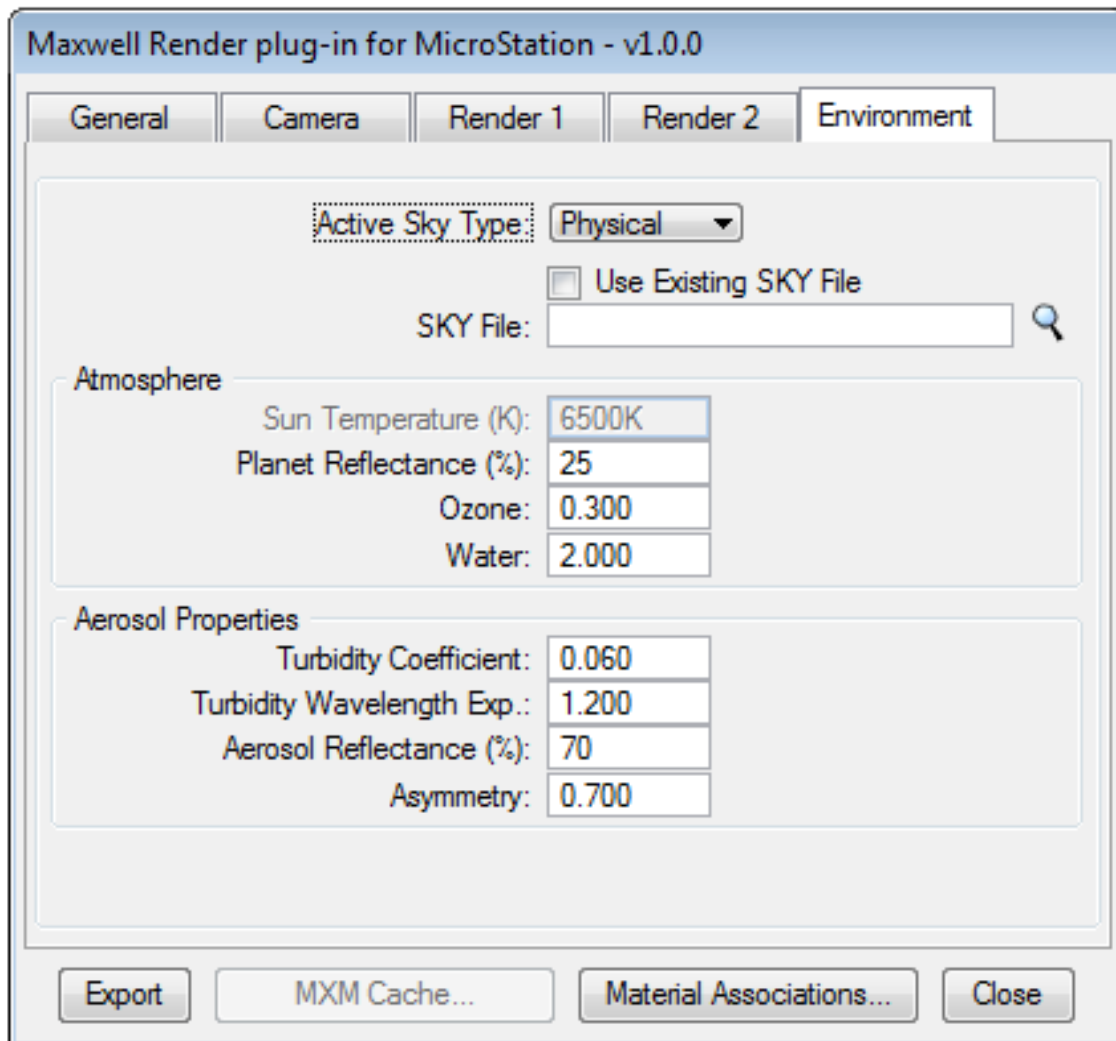 Maxwell Render plug-in for MicroStation - v1.0.0
General Camera Render 1 Render 2 Environment
Active Sky Type: Physical
Use Existing SKY File
SKY File:
Atmosphere
Sun Temperature (K): 6500K
Planet Reflectance (%): 25
Ozone: 0.300
Water: 2.000
Aerosol Properties
Turbidity Coefficient: 0.060
Turbidity Wavelength Exp.: 1.200
Aerosol Reflectance (%): 70
Asymmetry: 0.700
Export MXM Cache... Material Associations... Close